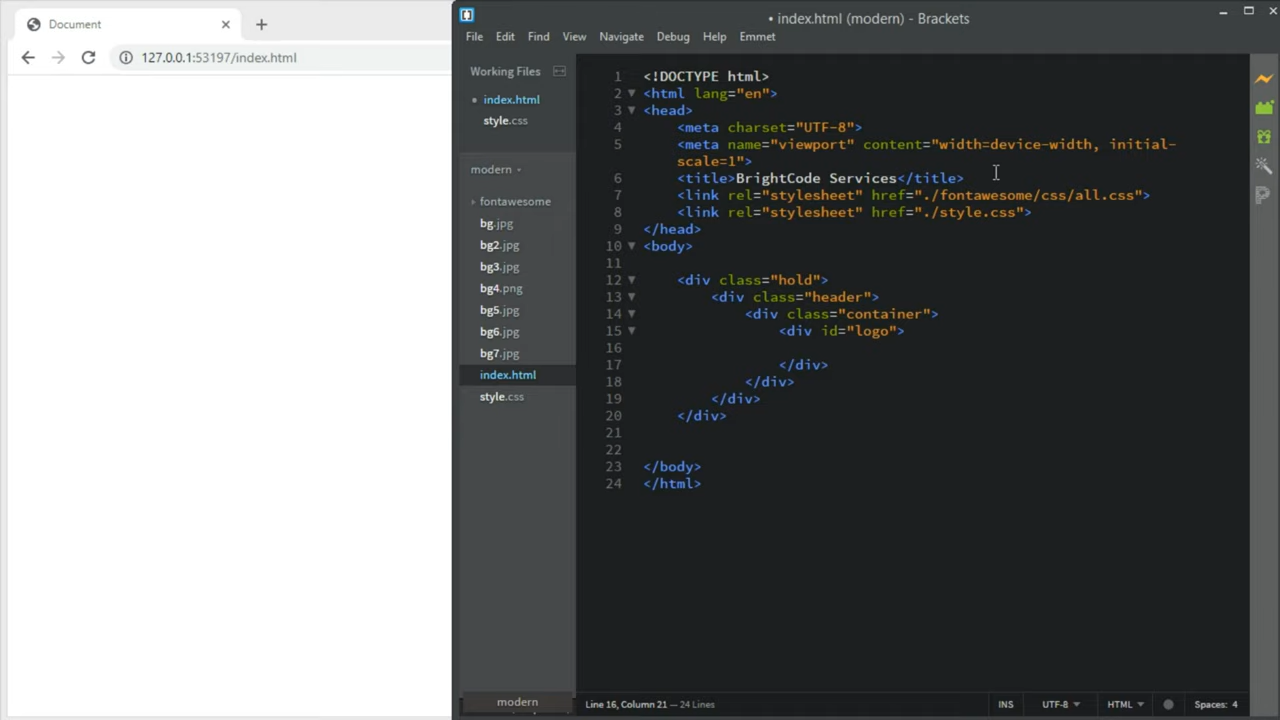 Document
127.0.0.1:53197/index.html
• index.html (modern) - Brackets
File Edit Find View Navigate Debug Help Emmet
Working Files
index.html
style.css
modern
fontawesome
bg.jpg
bg2.jpg
bg3.jpg
bg4.png
bg5.jpg
bg6.jpg
bg7.jpg
index.html
style.css
modern
1 <!DOCTYPE html>
2 <html lang="en">
3 <head>
4 <meta charset="UTF-8">
5 <meta name="viewport" content="width=device-width, initial-
scale=1">
6 <title>BrightCode Services</title>
7 <link rel="stylesheet" href="./fontawesome/css/all.css">
8 <link rel="stylesheet" href="./style.css">
9 </head>
10 <body>
11
12 <div class="hold">
13 <div class="header">
14 <div class="container">
15 <div id="logo">
16
17 </div>
18 </div>
19 </div>
20 </div>
21
22
23 </body>
24 </html>
Line 16, Column 21 — 24 Lines
INS UTF-8 HTML Spaces: 4